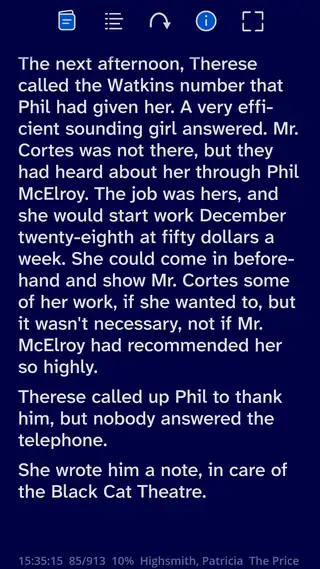 The next afternoon, Therese
called the Watkins number that
Phil had given her. A very effi-
cient sounding girl answered. Mr.
Cortes was not there, but they
had heard about her through Phil
McElroy. The job was hers, and
she would start work December
twenty-eighth at fifty dollars a
week. She could come in before-
hand and show Mr. Cortes some
of her work, if she wanted to, but
it wasn't necessary, not if Mr.
McElroy had recommended her
so highly.
Therese called up Phil to thank
him, but nobody answered the
telephone.
She wrote him a note, in care of
the Black Cat Theatre.
15:35:15 85/913 10% Highsmith, Patricia The Price